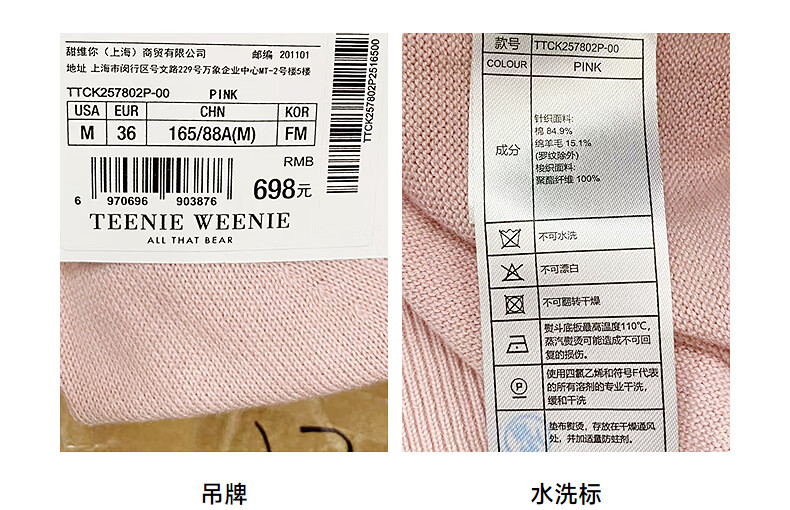 甜维你（上海）商贸有限公司 邮编 201101
地址 上海市闵行区号文路229号万象企业中心MT-2号楼5楼
TTCK257802P-00 PINK
USA EUR CHN KOR
M 36 165/88A(M) FM
RMB
698元
6 970696 903876
TEENIE WEENIE
ALL THAT BEAR
TTCK257802P2516500
款号 TTCK257802P-00
COLOUR PINK
成分
针织面料:
棉 84.9%
绵羊毛 15.1%
(罗纹除外)
梭织面料:
聚酯纤维 100%
不可水洗
不可漂白
不可翻转干燥
熨斗底板最高温度110℃,
蒸汽熨烫可能造成不可回
复的损伤。
P
使用四氯乙烯和符号F代表
的所有溶剂的专业干洗,
缓和干洗
垫布熨烫，存放在干燥通风
处，并加适量防蛀剂.
吊牌
水洗标